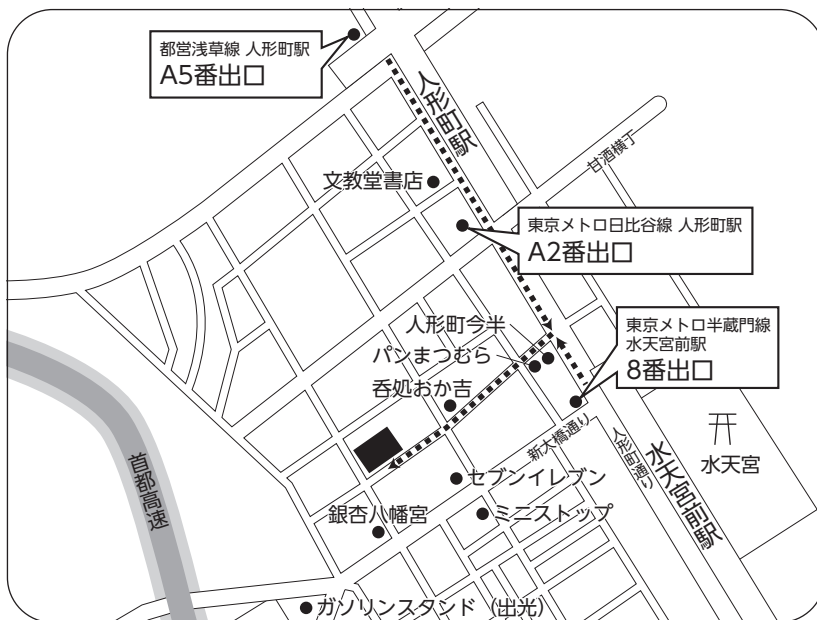 都営浅草線 人形町駅
A5番出口
人形町駅
甘酒横丁
文教堂書店
東京メトロ日比谷線 人形町駅
A2番出口
人形町今半
パンまつむら
呑処おか吉
東京メトロ半蔵門線
水天宮前駅
8番出口
新大橋通り
人形町通り
水天宮前駅
水天宮
首都高速
セブンイレブン
銀杏八幡宮
ミニストップ
ガソリンスタンド（出光）